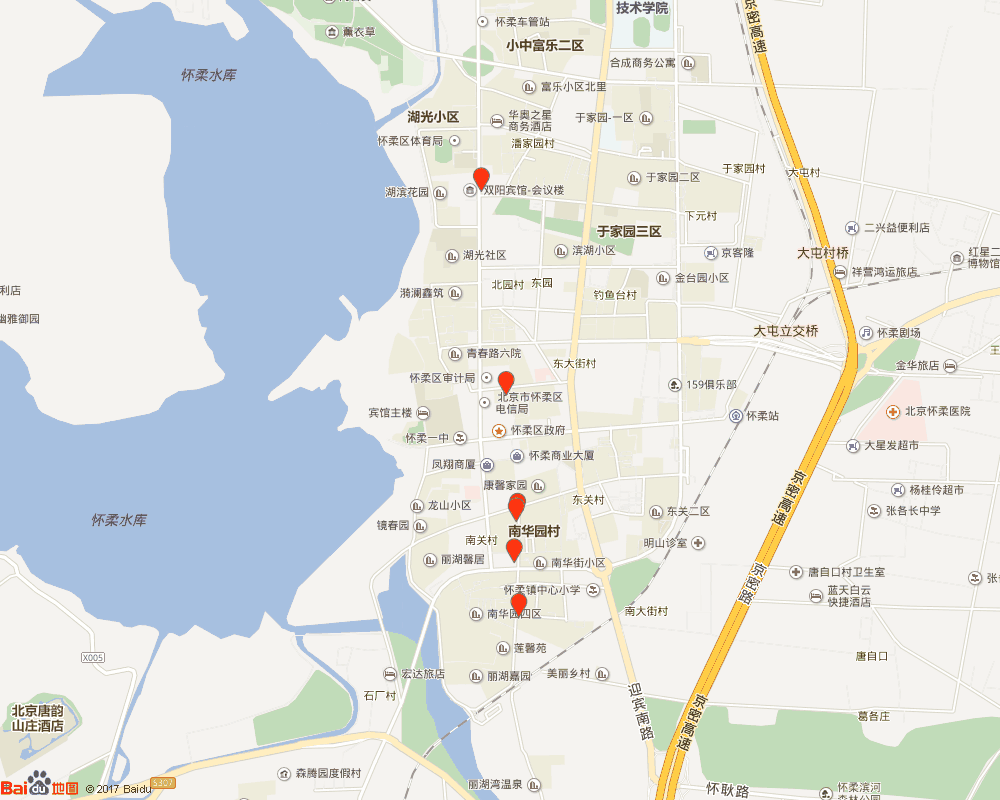 技术学院
怀柔车管站
薰衣草
小中富乐二区
合成商务公寓
怀柔水库
富乐小区北里
京密高速
湖光小区
华奥之星
商务酒店
于家园-一区
怀柔区体育局
潘家园村
于家园村
大屯村
湖滨花园
双阳宾馆-会议楼
于家园二区
下元村
于家园三区
二兴益便利店
湖光社区
滨湖小区
京客隆
大屯村桥
红星二
博物馆
祥营鸿运旅店
金台园小区
利店
漪澜鑫筑
北园村
东园
钓鱼台村
幽雅御园
大屯立交桥
怀柔剧场
青春路六院
东大街村
王
金华旅店
怀柔区审计局
159俱乐部
北京市怀柔区
电信局
宾馆主楼
怀柔站
北京怀柔医院
怀柔一中
怀柔区政府
大星发超市
凤翔商厦
怀柔商业大厦
京密高速
康馨家园
杨桂伶超市
龙山小区
东关村
张各长中学
怀柔水库
镜春园
南华园村
东关二区
南关村
明山诊室
丽湖馨居
南华街小区
唐自口村卫生室
张
京密路
怀柔镇中心小学
蓝天白云
快捷酒店
南华园四区
南大街村
莲馨苑
唐自口
X005
宏达旅店
丽湖嘉园
美丽乡村
石厂村
迎宾南路
京密高速
北京唐韵
山庄酒店
葛各庄
森腾园度假村
S307
丽湖湾温泉
怀耿路
怀柔滨河
森林公园
Bai du 地图
© 2017 Baidu